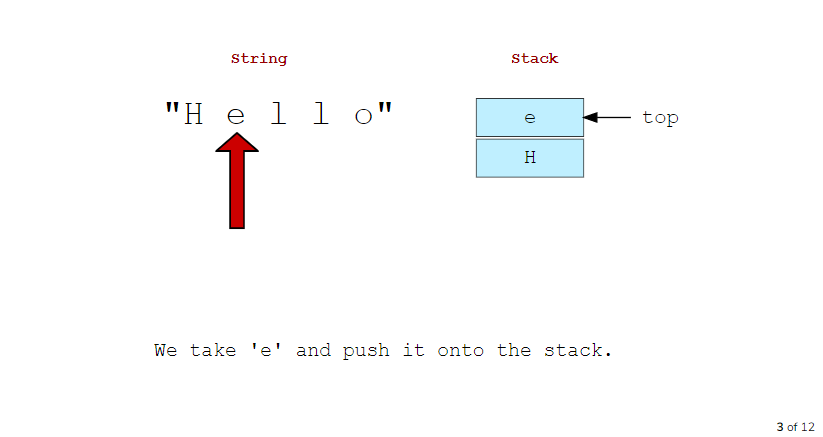 String
Stack
"H e l l o"
e
top
H
We take 'e' and push it onto the stack.
3 of 12